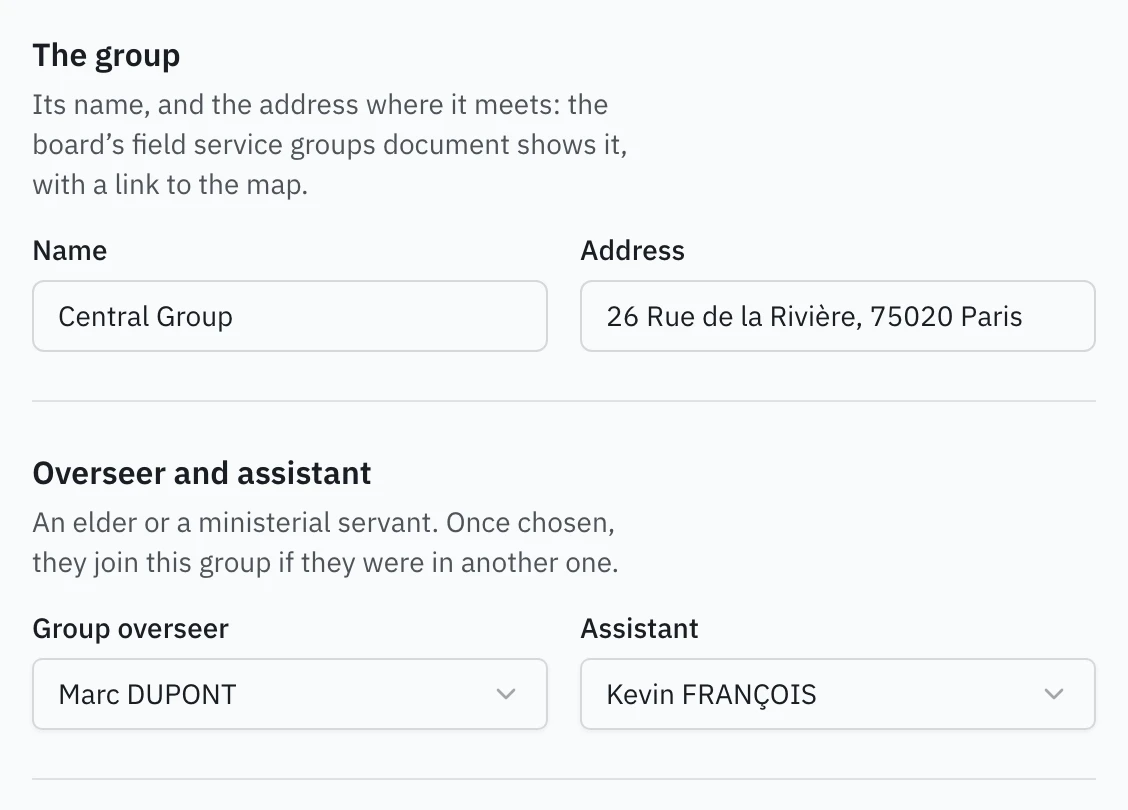 The group
Its name, and the address where it meets: the
board’s field service groups document shows it,
with a link to the map.
Name
Address
Central Group
26 Rue de la Rivière, 75020 Paris
Overseer and assistant
An elder or a ministerial servant. Once chosen,
they join this group if they were in another one.
Group overseer
Assistant
Marc DUPONT
Kevin FRANÇOIS